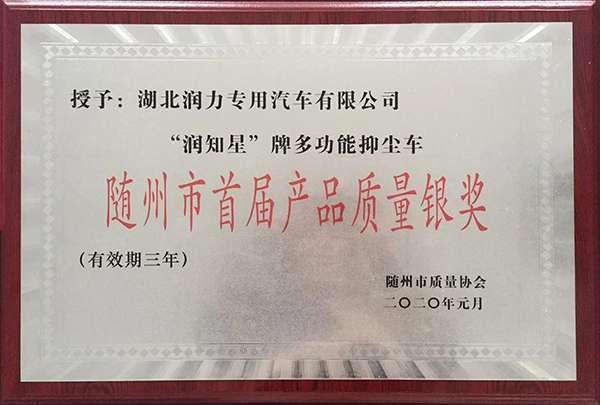 授予：湖北润力专用汽车有限公司
“润知星”牌多功能抑尘车
随州市首届产品质量银奖
（有效期三年）
随州市质量协会
二〇二〇年元月